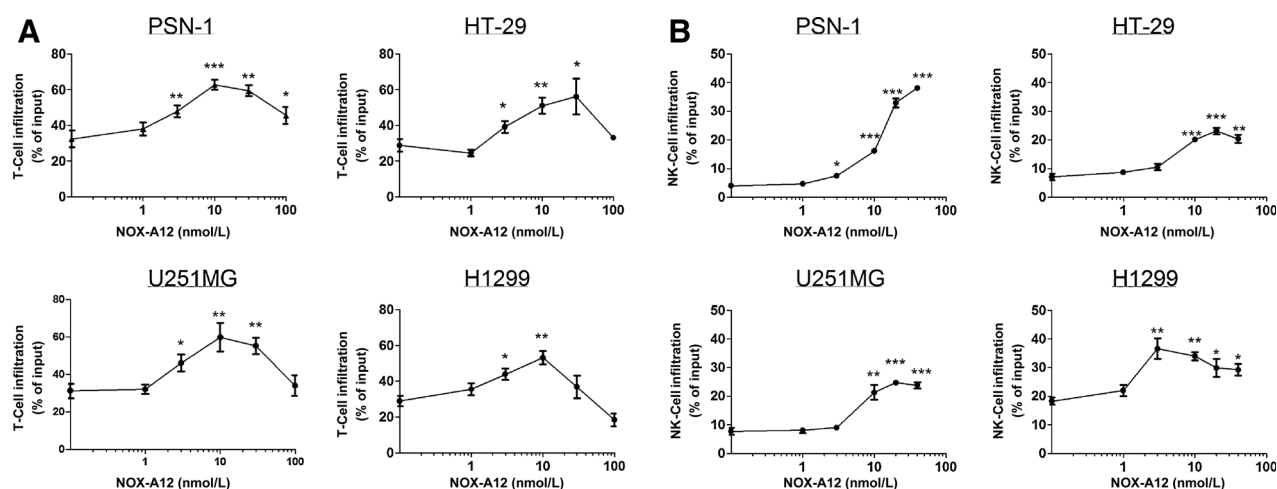 A
PSN-1
T-Cell infiltration
(% of input)
80
60
40
20
0
**
***
**
*
1
10
100
NOX-A12 (nmol/L)
HT-29
T-Cell infiltration
(% of input)
80
60
40
20
0
*
**
*
1
10
100
NOX-A12 (nmol/L)
B
PSN-1
NK-Cell infiltration
(% of input)
50
40
30
20
10
0
*
***
***
***
1
10
100
NOX-A12 (nmol/L)
HT-29
NK-Cell infiltration
(% of input)
50
40
30
20
10
0
***
***
**
1
10
100
NOX-A12 (nmol/L)
U251MG
T-Cell infiltration
(% of input)
80
60
40
20
0
*
**
**
1
10
100
NOX-A12 (nmol/L)
H1299
T-Cell infiltration
(% of input)
80
60
40
20
0
*
**
1
10
100
NOX-A12 (nmol/L)
U251MG
NK-Cell infiltration
(% of input)
50
40
30
20
10
0
**
***
***
1
10
100
NOX-A12 (nmol/L)
H1299
NK-Cell infiltration
(% of input)
50
40
30
20
10
0
**
**
*
*
1
10
100
NOX-A12 (nmol/L)